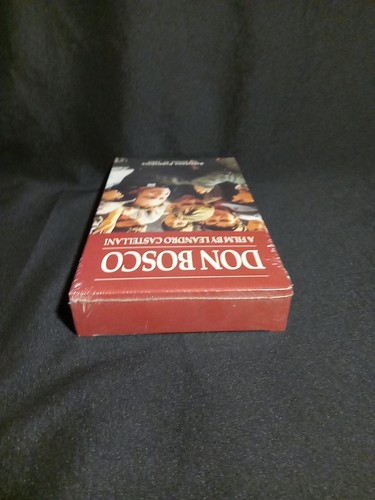 DON BOSCO
A FILM BY LEANDRO CASTELLANI